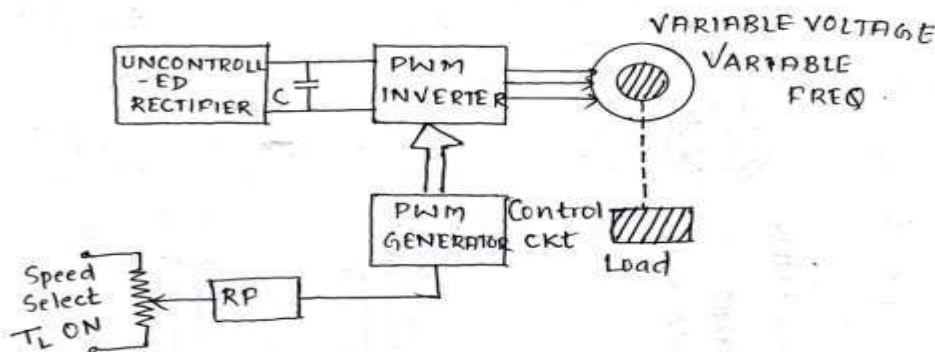 VARIABLE VOLTAGE
VARIABLE
FREQ
UNCONTROLL
-ED
RECTIFIER
C
PWM
INVERTER
PWM
GENERATOR
Control
CKT
Load
Speed
Select
TL ON
RP